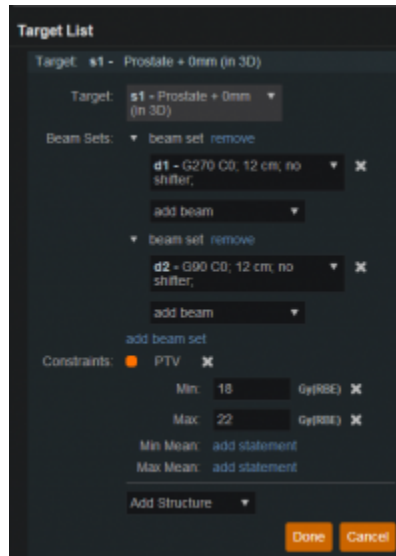 Target List
Target: s1 - Prostate + 0mm (in 3D)
Target: s1 - Prostate + 0mm
(in 3D)
Beam Sets: beam set remove
d1 - G270 C0; 12 cm; no
shifter;
add beam
beam set remove
d2 - G90 C0; 12 cm; no
shifter;
add beam
add beam set
Constraints: PTV
Min: 18 Gy(RBE)
Max: 22 Gy(RBE)
Min Mean: add statement
Max Mean: add statement
Add Structure
Done Cancel